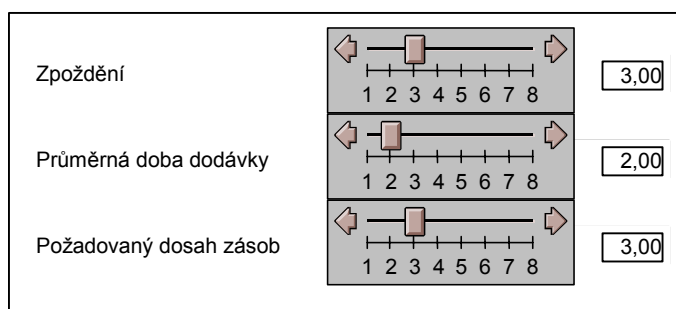 Zpoždění
1 2 3 4 5 6 7 8
3,00
Průměrná doba dodávky
1 2 3 4 5 6 7 8
2,00
Požadovaný dosah zásob
1 2 3 4 5 6 7 8
3,00